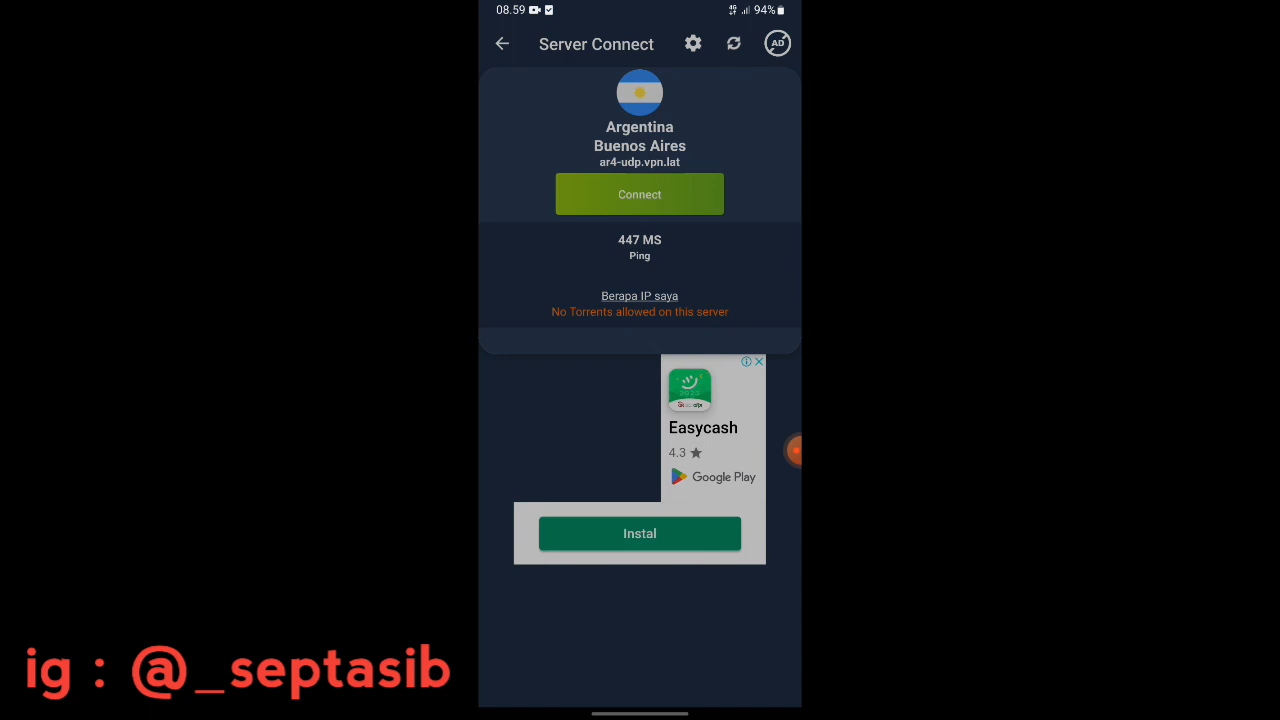 08.59 4G 94%
Server Connect AD
Argentina
Buenos Aires
ar4-udp.vpn.lat
Connect
447 MS
Ping
Berapa IP saya
No Torrents allowed on this server
Easycash
4.3
Google Play
Instal
ig : @_septasib